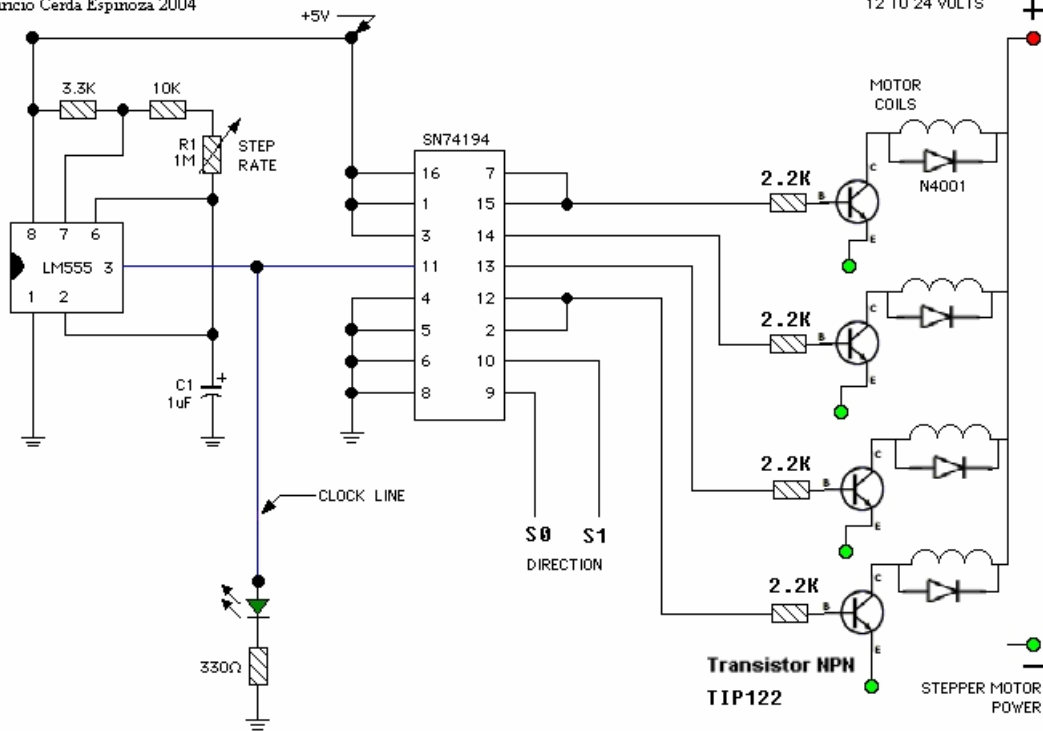 Cerda Espinoza 2004
+5V
12 TO 24 VOLTS
+
3.3K
10K
R1
1M
STEP
RATE
8 7 6
LM555 3
1 2
C1
1uF
+
SN74194
16 7
1 15
3 14
11 13
4 12
5 2
6 10
8 9
MOTOR
COILS
N4001
2.2K
B
C
E
2.2K
B
C
E
2.2K
B
C
E
2.2K
B
C
E
CLOCK LINE
S0 S1
DIRECTION
330Ω
Transistor NPN
TIP122
STEPPER MOTOR
POWER